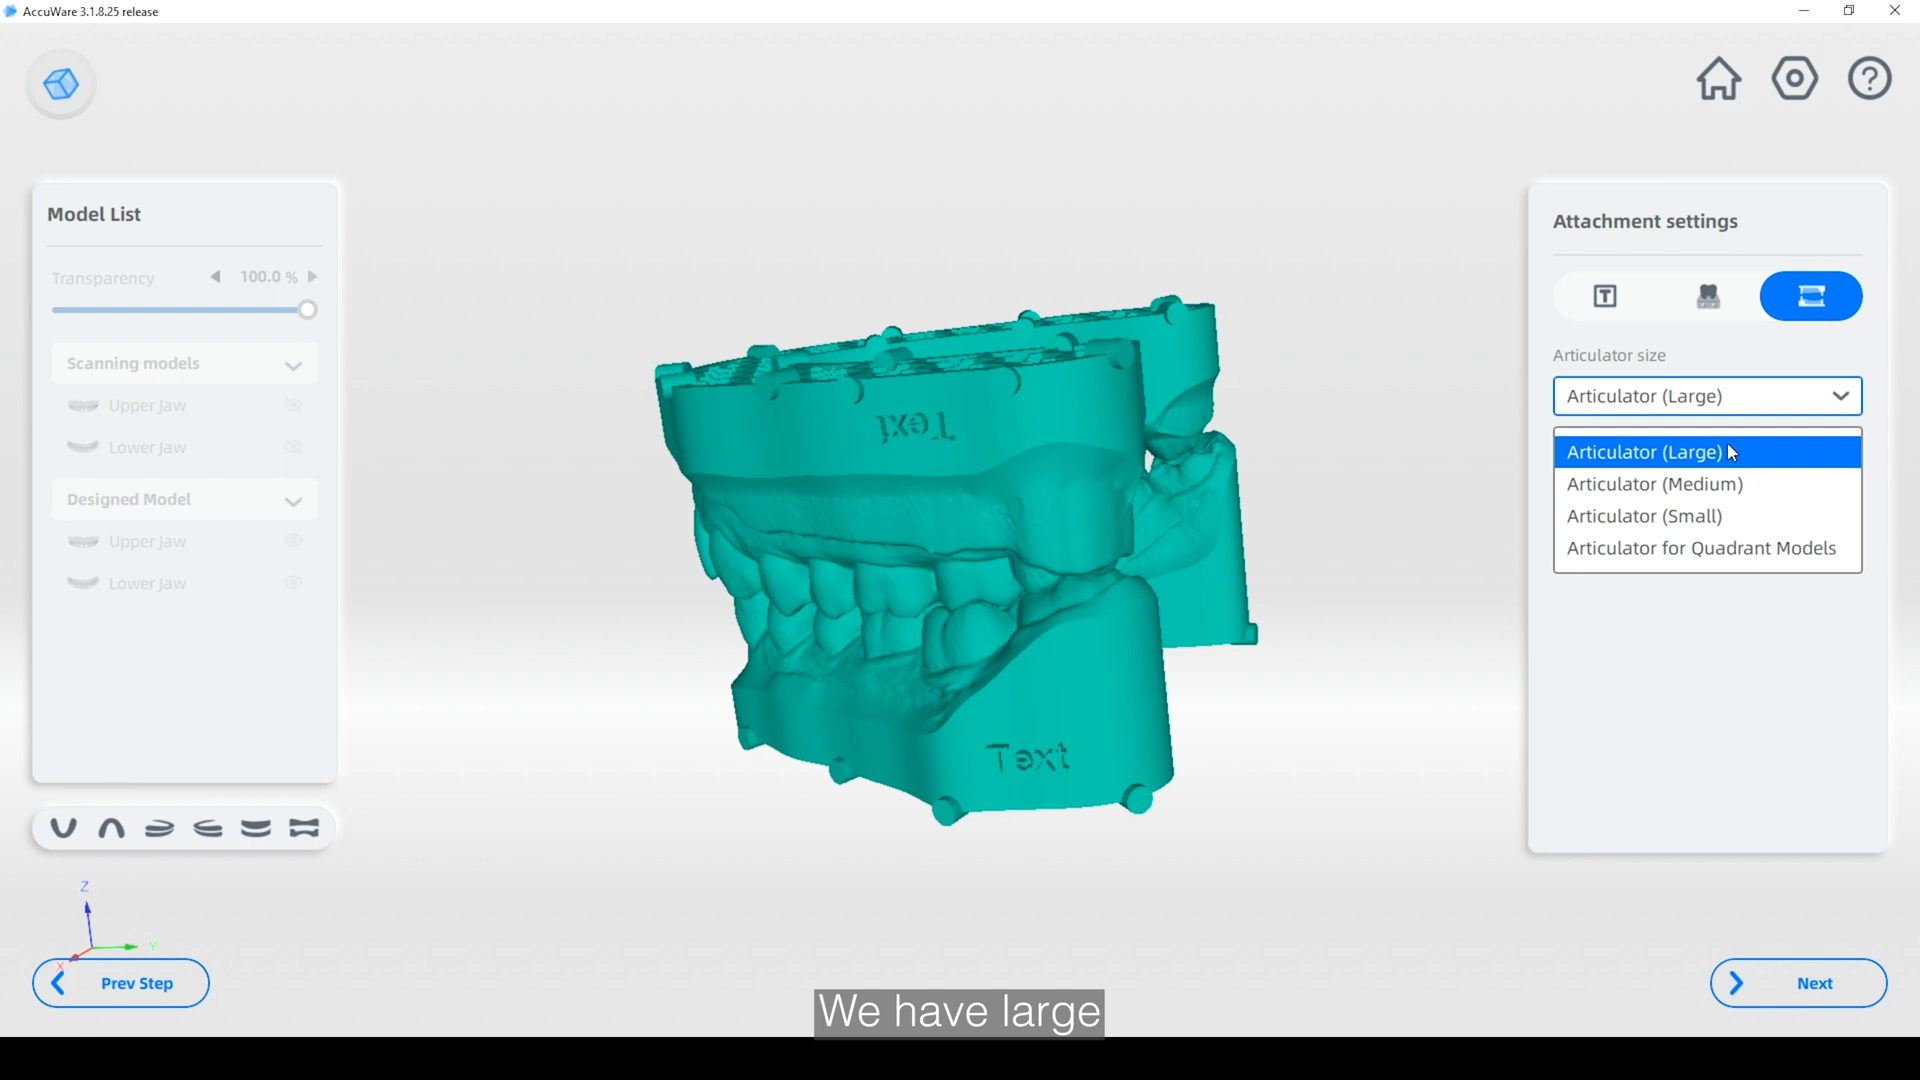 AccuWare 3.1.8.25 release
Model List
Transparency 100.0 %
Scanning models
Upper Jaw
Lower Jaw
Designed Model
Upper Jaw
Lower Jaw
Z
Y
X
Prev Step
Text
Text
We have large
Attachment settings
T
Articulator size
Articulator (Large)
Articulator (Large)
Articulator (Medium)
Articulator (Small)
Articulator for Quadrant Models
Next